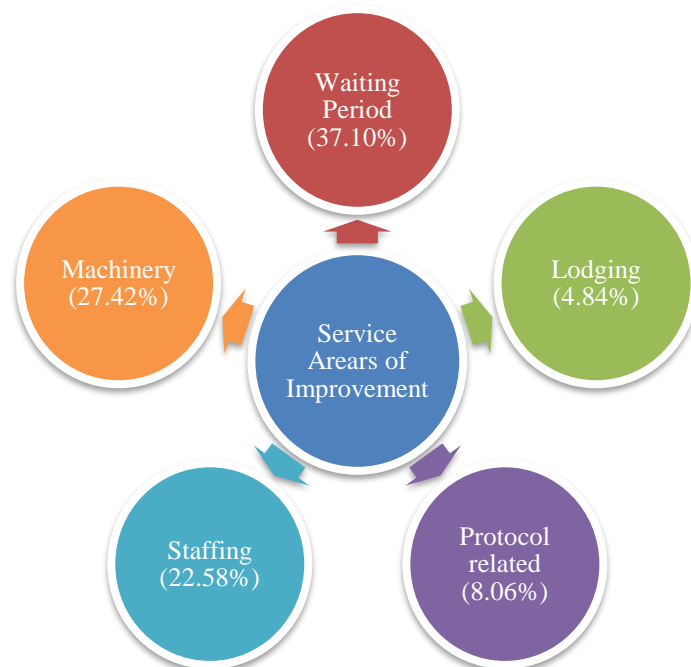 Waiting
Period
(37.10%)
Machinery
(27.42%)
Lodging
(4.84%)
Service
Arears of
Improvement
Staffing
(22.58%)
Protocol
related
(8.06%)